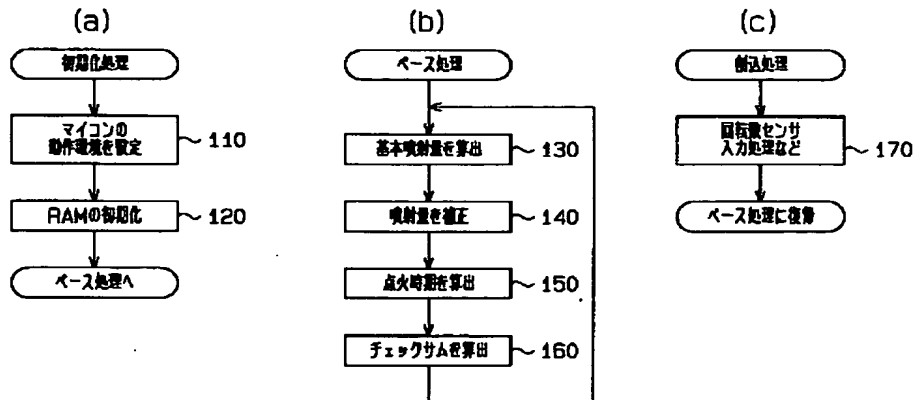 (a)
初期化処理
マイコンの
動作環境を設定
110
RAMの初期化
120
ベース処理へ
(b)
ベース処理
基本噴射量を算出
130
噴射量を補正
140
点火時期を算出
150
チェックサムを算出
160
(c)
割込処理
回転数センサ
入力処理など
170
ベース処理に復帰